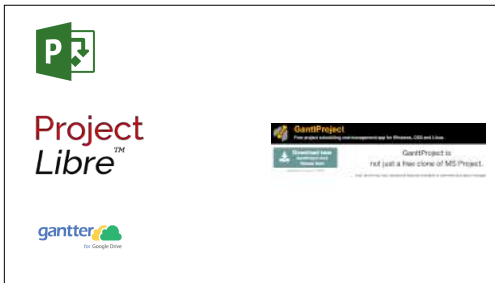 P
Project
Libre™
gantter
for Google Drive
GanttProject
Free project scheduling and management app for Windows, OSX and Linux.
Download now
GanttProject is
not just a free clone of MS Project.